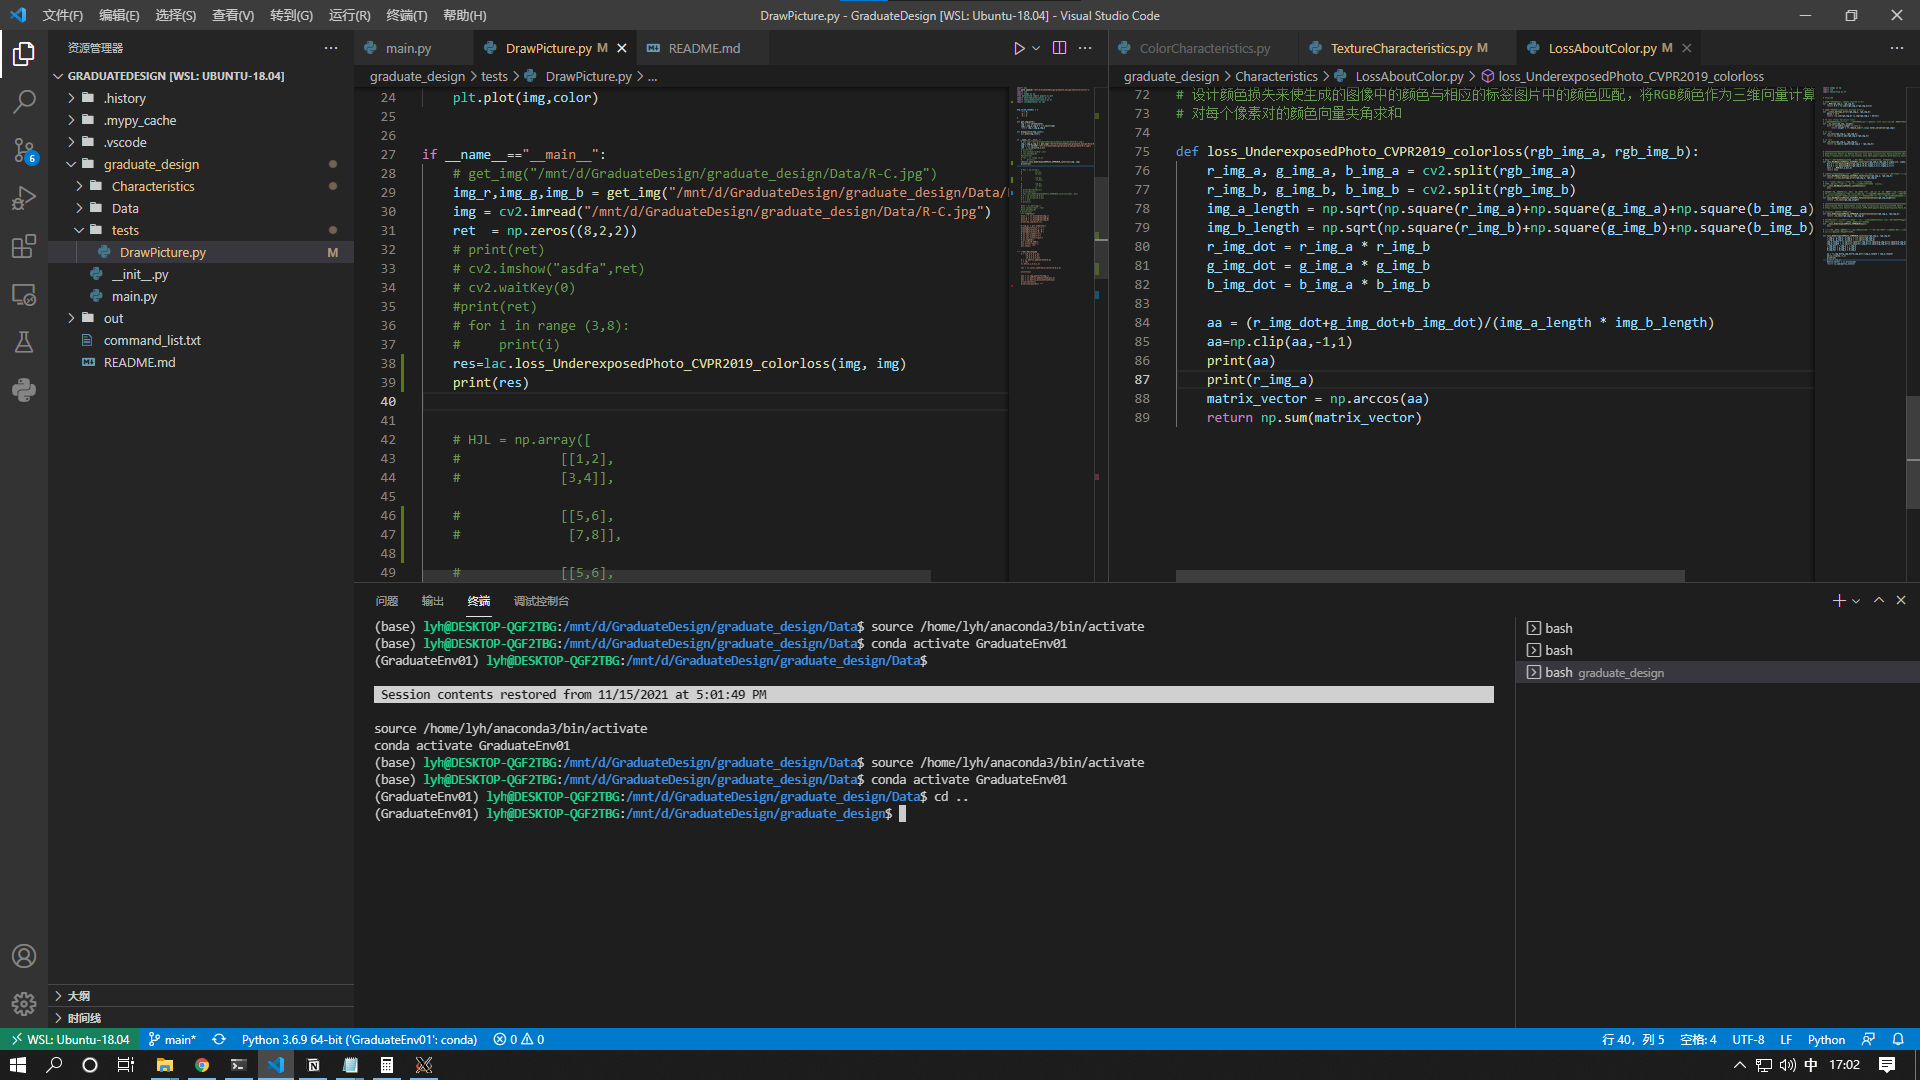 文件(F) 编辑(E) 选择(S) 查看(V) 转到(G) 运行(R) 终端(T) 帮助(H)
DrawPicture.py - GraduateDesign [WSL: Ubuntu-18.04] - Visual Studio Code
资源管理器
GRADUATEDESIGN [WSL: UBUNTU-18.04]
.history
.mypy_cache
.vscode
graduate_design
Characteristics
Data
tests
DrawPicture.py M
__init__.py
main.py
out
command_list.txt
README.md
6
大纲
时间线
main.py
DrawPicture.py M
README.md
graduate_design > tests > DrawPicture.py > ...
24 plt.plot(img,color)
25
26
27 if __name__=="__main__":
28 # get_img("/mnt/d/GraduateDesign/graduate_design/Data/R-C.jpg")
29 img_r,img_g,img_b = get_img("/mnt/d/GraduateDesign/graduate_design/Data/
30 img = cv2.imread("/mnt/d/GraduateDesign/graduate_design/Data/R-C.jpg")
31 ret  = np.zeros((8,2,2))
32 # print(ret)
33 # cv2.imshow("asdfa",ret)
34 # cv2.waitKey(0)
35 #print(ret)
36 # for i in range (3,8):
37 #     print(i)
38 res=lac.loss_UnderexposedPhoto_CVPR2019_colorloss(img, img)
39 print(res)
40
41
42 # HJL = np.array([
43 #             [[1,2],
44 #             [3,4]],
45
46 #             [[5,6],
47 #              [7,8]],
48
49 #             [[5,6],
ColorCharacteristics.py
TextureCharacteristics.py M
LossAboutColor.py M
graduate_design > Characteristics > LossAboutColor.py > loss_UnderexposedPhoto_CVPR2019_colorloss
72 # 设计颜色损失来使生成的图像中的颜色与相应的标签图片中的颜色匹配，将RGB颜色作为三维向量计算
73 # 对每个像素对的颜色向量夹角求和
74
75 def loss_UnderexposedPhoto_CVPR2019_colorloss(rgb_img_a, rgb_img_b):
76 r_img_a, g_img_a, b_img_a = cv2.split(rgb_img_a)
77 r_img_b, g_img_b, b_img_b = cv2.split(rgb_img_b)
78 img_a_length = np.sqrt(np.square(r_img_a)+np.square(g_img_a)+np.square(b_img_a)
79 img_b_length = np.sqrt(np.square(r_img_b)+np.square(g_img_b)+np.square(b_img_b)
80 r_img_dot = r_img_a * r_img_b
81 g_img_dot = g_img_a * g_img_b
82 b_img_dot = b_img_a * b_img_b
83
84 aa = (r_img_dot+g_img_dot+b_img_dot)/(img_a_length * img_b_length)
85 aa=np.clip(aa,-1,1)
86 print(aa)
87 print(r_img_a)
88 matrix_vector = np.arccos(aa)
89 return np.sum(matrix_vector)
问题 输出 终端 调试控制台
(base) lyh@DESKTOP-QGF2TBG:/mnt/d/GraduateDesign/graduate_design/Data$ source /home/lyh/anaconda3/bin/activate
(base) lyh@DESKTOP-QGF2TBG:/mnt/d/GraduateDesign/graduate_design/Data$ conda activate GraduateEnv01
(GraduateEnv01) lyh@DESKTOP-QGF2TBG:/mnt/d/GraduateDesign/graduate_design/Data$
Session contents restored from 11/15/2021 at 5:01:49 PM
source /home/lyh/anaconda3/bin/activate
conda activate GraduateEnv01
(base) lyh@DESKTOP-QGF2TBG:/mnt/d/GraduateDesign/graduate_design/Data$ source /home/lyh/anaconda3/bin/activate
(base) lyh@DESKTOP-QGF2TBG:/mnt/d/GraduateDesign/graduate_design/Data$ conda activate GraduateEnv01
(GraduateEnv01) lyh@DESKTOP-QGF2TBG:/mnt/d/GraduateDesign/graduate_design/Data$ cd ..
(GraduateEnv01) lyh@DESKTOP-QGF2TBG:/mnt/d/GraduateDesign/graduate_design$
bash
bash
bash graduate_design
WSL: Ubuntu-18.04 main* Python 3.6.9 64-bit ('GraduateEnv01': conda) 0 0
行 40，列 5 空格: 4 UTF-8 LF Python
中 17:02